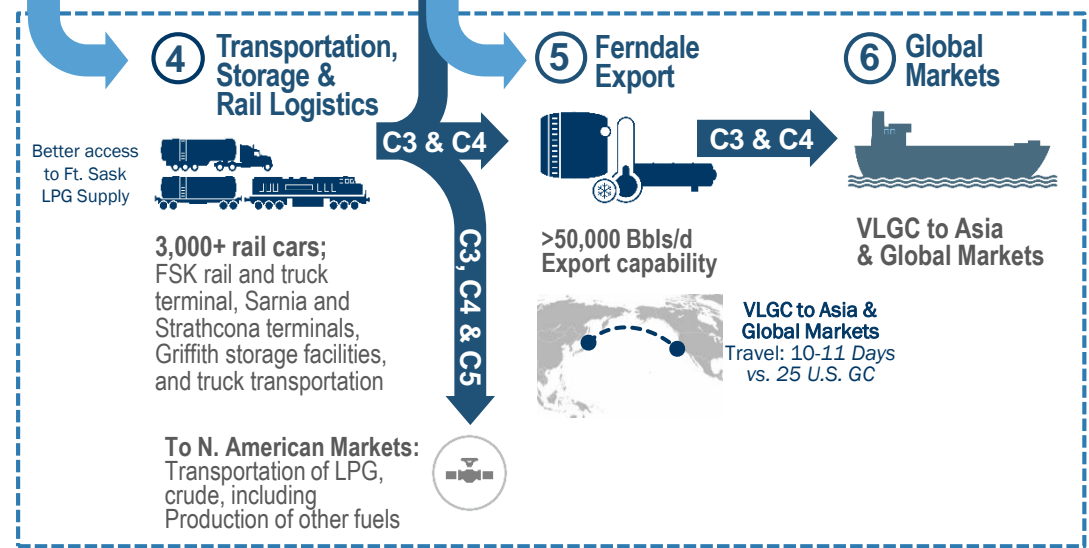 4
Transportation,
Storage &
Rail Logistics
Better access
to Ft. Sask
LPG Supply
3,000+ rail cars;
FSK rail and truck
terminal, Sarnia and
Strathcona terminals,
Griffith storage facilities,
and truck transportation
C3 & C4
C3, C4 & C5
To N. American Markets:
Transportation of LPG,
crude, including
Production of other fuels
5
Ferndale
Export
>50,000 Bbls/d
Export capability
VLGC to Asia &
Global Markets
Travel: 10-11 Days
vs. 25 U.S. GC
C3 & C4
6
Global
Markets
VLGC to Asia
& Global Markets